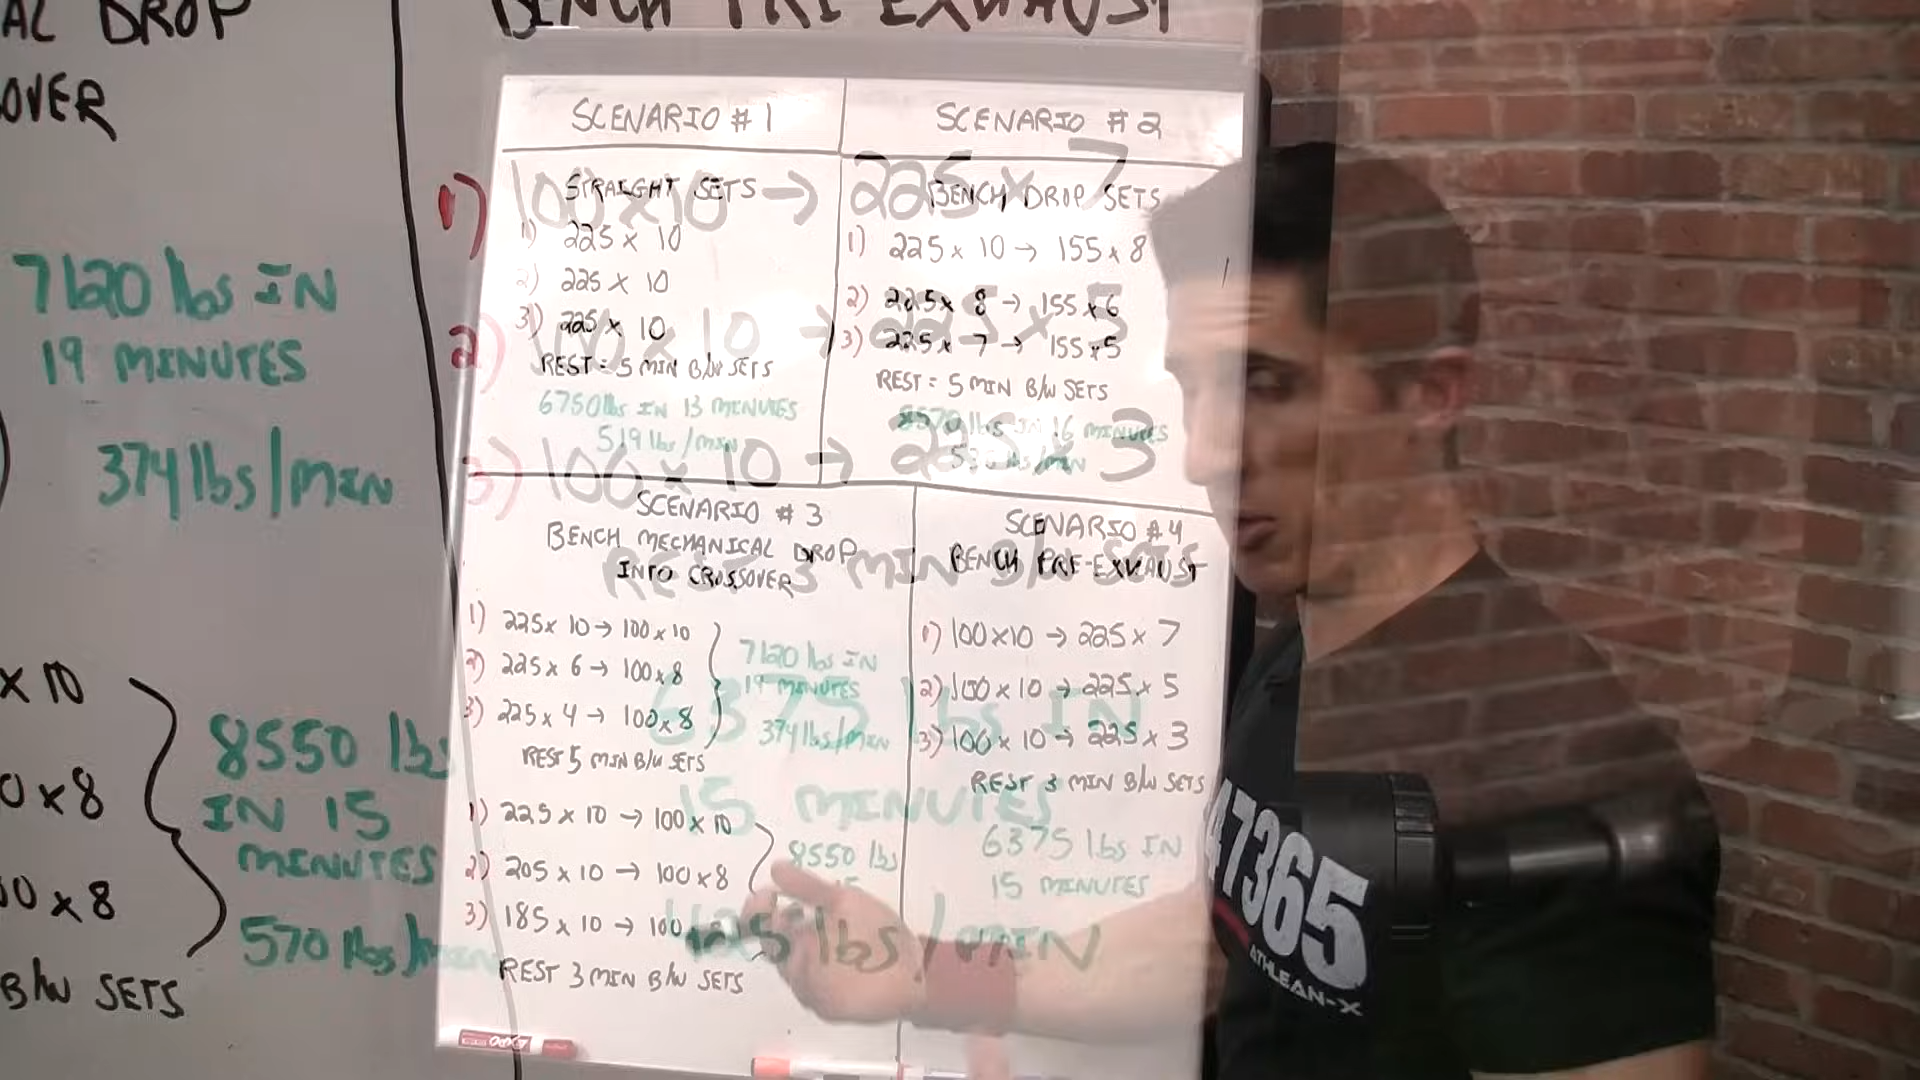 AL DROP
OVER
7120 lbs IN
19 MINUTES
374 lbs/MIN
x 10
0 x 8
00 x 8
8550 lbs
IN 15
MINUTES
570 lbs/MIN
B/W SETS
BENCH PRE EXHAUST
1) 100 x 10 → 225 x 7
2) 100 x 10 → 225 x 5
3) 100 x 10 → 225 x 3
REST 3 MIN B/W SETS
6375 lbs IN
15 MINUTES
425 lbs/MIN
SCENARIO #1
STRAIGHT SETS
1) 225 x 10
2) 225 x 10
3) 225 x 10
REST = 5 MIN B/W SETS
6750 lbs IN 13 MINUTES
519 lbs/MIN
SCENARIO #2
BENCH DROP SETS
1) 225 x 10 → 155 x 8
2) 225 x 8 → 155 x 6
3) 225 x 7 → 155 x 5
REST = 5 MIN B/W SETS
8570 lbs IN 16 MINUTES
lbs/MIN
SCENARIO #3
BENCH MECHANICAL DROP
INTO CROSSOVER
1) 225 x 10 → 100 x 10
2) 225 x 6 → 100 x 8
3) 225 x 4 → 100 x 8
REST 5 MIN B/W SETS
7120 lbs IN
19 MINUTES
374 lbs/MIN
1) 225 x 10 → 100 x 10
2) 205 x 10 → 100 x 8
3) 185 x 10 → 100
REST 3 MIN B/W SETS
8550 lbs
15
SCENARIO #4
BENCH PRE-EXHAUST
1) 100 x 10 → 225 x 7
2) 100 x 10 → 225 x 5
3) 100 x 10 → 225 x 3
REST 3 MIN B/W SETS
6375 lbs IN
15 MINUTES
47365
ATHLEAN-X
EXPO